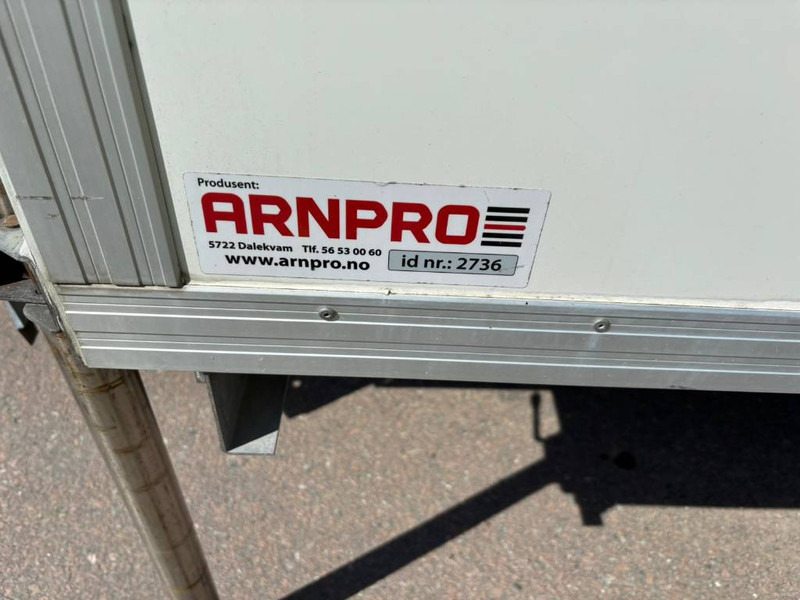 Produsent:
ARNPRO
5722 Dalekvam Tlf. 56 53 00 60
www.arnpro.no id nr.: 2736